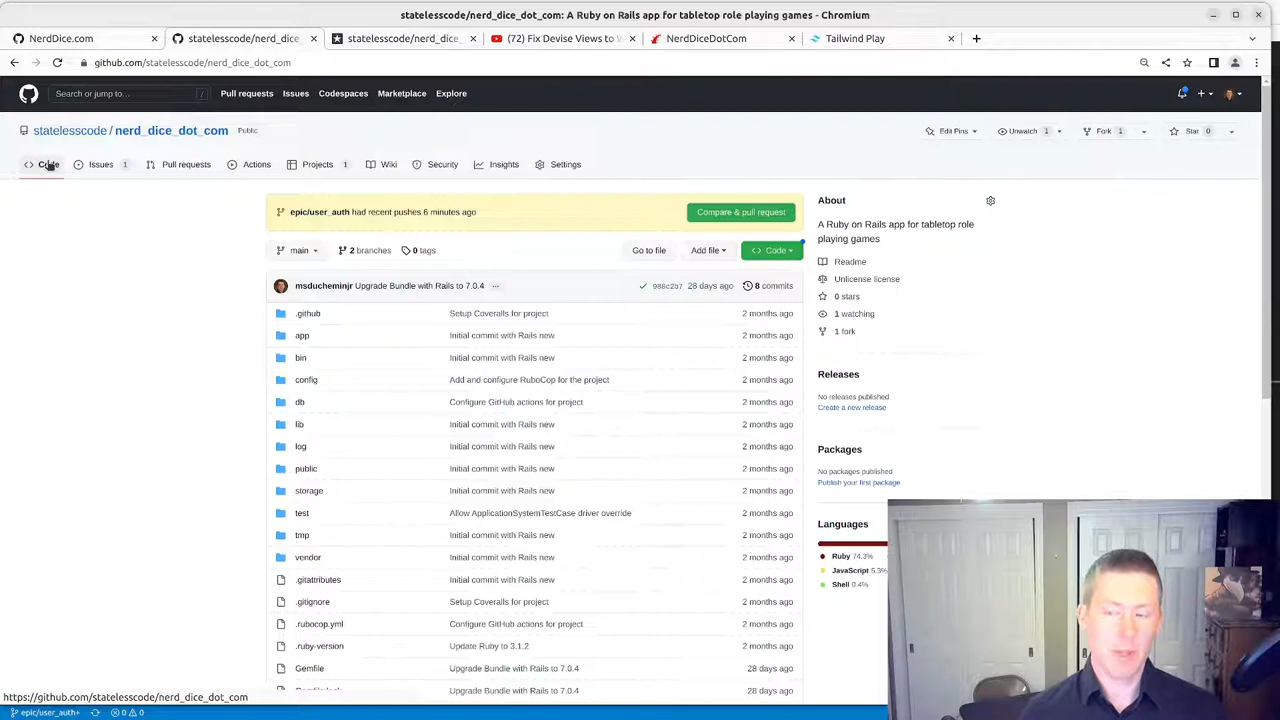 statelesscode/nerd_dice_dot_com: A Ruby on Rails app for tabletop role playing games - Chromium
NerdDice.com
statelesscode/nerd_dice_
statelesscode/nerd_dice_
(72) Fix Devise Views to W
NerdDiceDotCom
Tailwind Play
github.com/statelesscode/nerd_dice_dot_com
Search or jump to... /
Pull requests Issues Codespaces Marketplace Explore
statelesscode / nerd_dice_dot_com Public
Edit Pins Unwatch 1 Fork 1 Star 0
Code Issues 1 Pull requests Actions Projects 1 Wiki Security Insights Settings
epic/user_auth had recent pushes 6 minutes ago Compare & pull request
main 2 branches 0 tags Go to file Add file Code
msducheminjr Upgrade Bundle with Rails to 7.0.4 ... 28 days ago 8 commits
.github Setup Coveralls for project 2 months ago
app Initial commit with Rails new 2 months ago
bin Initial commit with Rails new 2 months ago
config Add and configure RuboCop for the project 2 months ago
db Configure GitHub actions for project 2 months ago
lib Initial commit with Rails new 2 months ago
log Initial commit with Rails new 2 months ago
public Initial commit with Rails new 2 months ago
storage Initial commit with Rails new 2 months ago
test Allow ApplicationSystemTestCase driver override 2 months ago
tmp Initial commit with Rails new 2 months ago
vendor Initial commit with Rails new 2 months ago
.gitattributes Initial commit with Rails new 2 months ago
.gitignore Setup Coveralls for project 2 months ago
.rubocop.yml Configure GitHub actions for project 2 months ago
.ruby-version Update Ruby to 3.1.2 2 months ago
Gemfile Upgrade Bundle with Rails to 7.0.4 28 days ago
Upgrade Bundle with Rails to 7.0.4 28 days ago
About
A Ruby on Rails app for tabletop role
playing games
Readme
Unlicense license
0 stars
1 watching
1 fork
Releases
No releases published
Create a new release
Packages
No packages published
Publish your first package
Languages
Ruby 74.3%
JavaScript 5.3%
Shell 0.4%
https://github.com/statelesscode/nerd_dice_dot_com
epic/user_auth+ 0 0